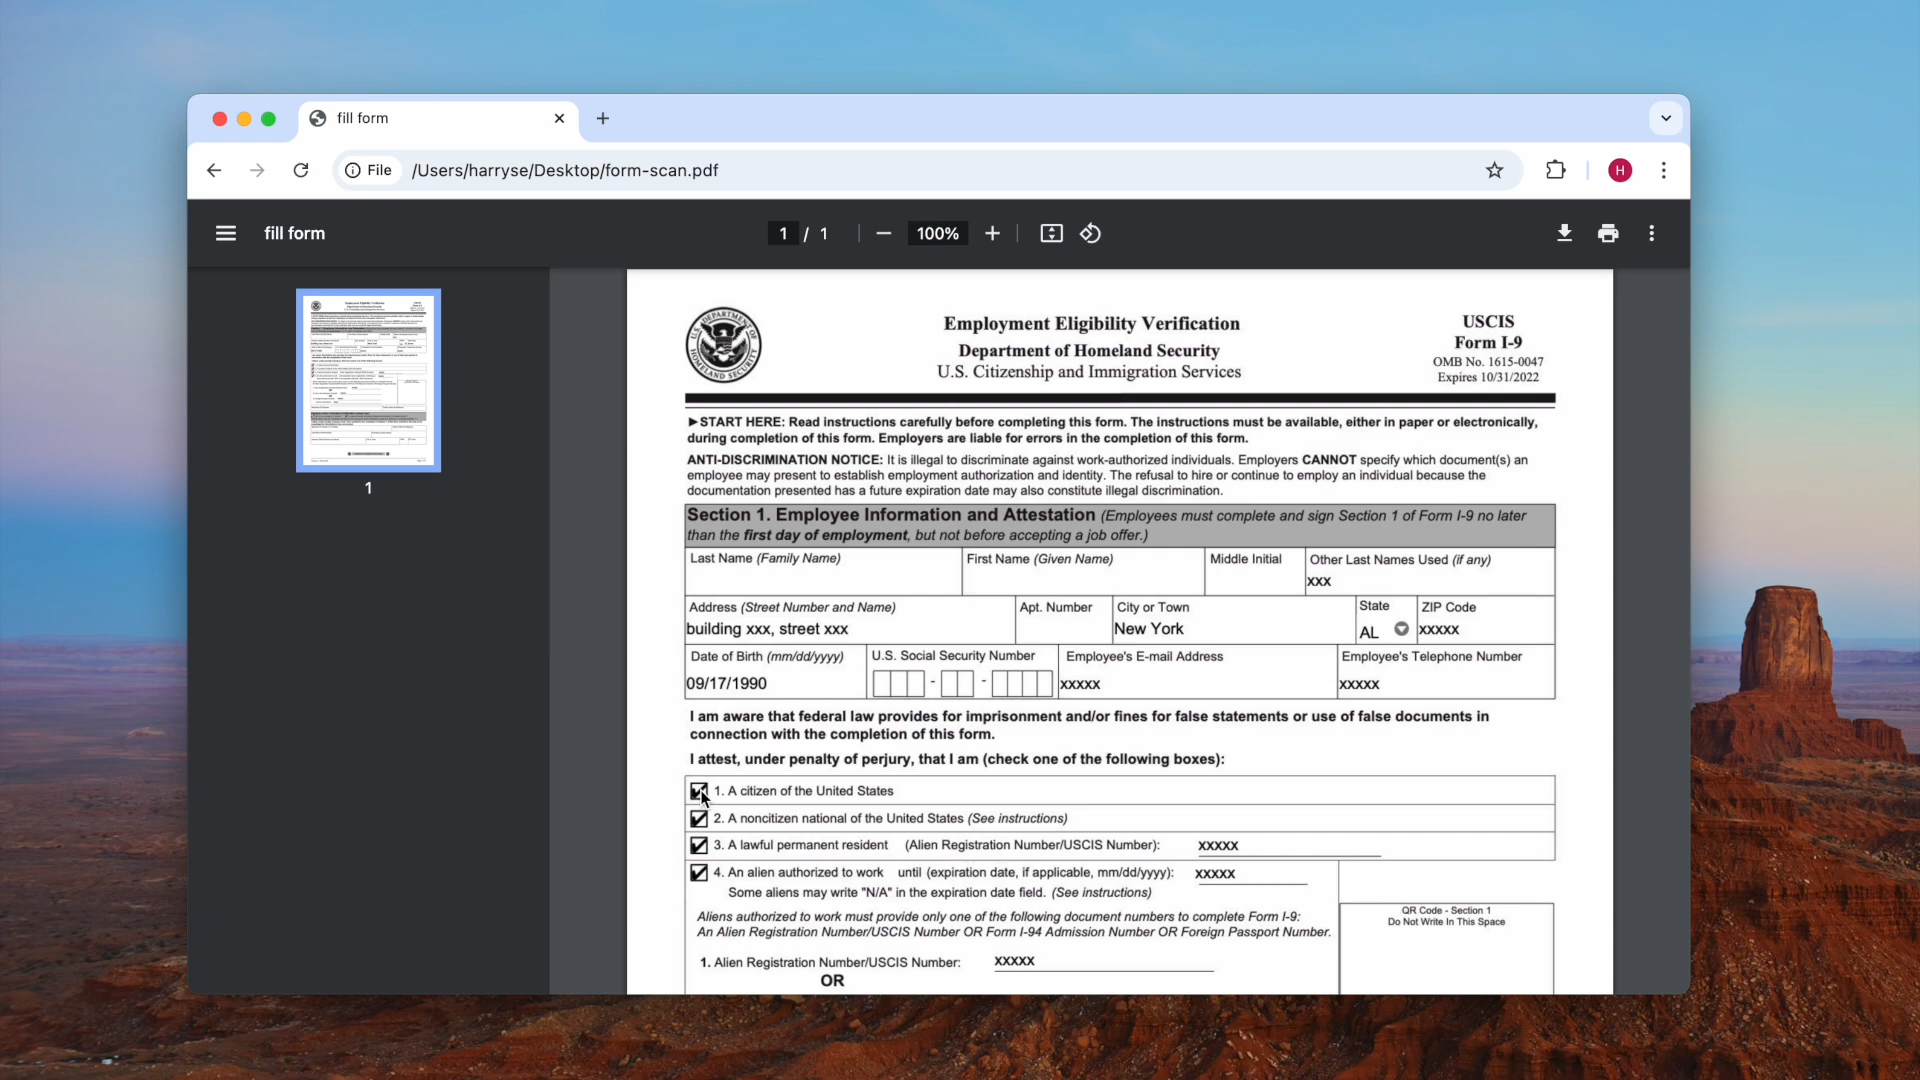 fill form
File /Users/harryse/Desktop/form-scan.pdf
H
fill form
1 / 1
100%
1
U.S. DEPARTMENT OF HOMELAND SECURITY
Employment Eligibility Verification
Department of Homeland Security
U.S. Citizenship and Immigration Services
USCIS
Form I-9
OMB No. 1615-0047
Expires 10/31/2022
►START HERE: Read instructions carefully before completing this form. The instructions must be available, either in paper or electronically,
during completion of this form. Employers are liable for errors in the completion of this form.
ANTI-DISCRIMINATION NOTICE: It is illegal to discriminate against work-authorized individuals. Employers CANNOT specify which document(s) an
employee may present to establish employment authorization and identity. The refusal to hire or continue to employ an individual because the
documentation presented has a future expiration date may also constitute illegal discrimination.
Section 1. Employee Information and Attestation (Employees must complete and sign Section 1 of Form I-9 no later
than the first day of employment, but not before accepting a job offer.)
Last Name (Family Name) First Name (Given Name) Middle Initial Other Last Names Used (if any)
xxx
Address (Street Number and Name) Apt. Number City or Town State ZIP Code
building xxx, street xxx New York AL xxxxx
Date of Birth (mm/dd/yyyy) U.S. Social Security Number Employee's E-mail Address Employee's Telephone Number
09/17/1990 - - xxxxx xxxxx
I am aware that federal law provides for imprisonment and/or fines for false statements or use of false documents in
connection with the completion of this form.
I attest, under penalty of perjury, that I am (check one of the following boxes):
1. A citizen of the United States
2. A noncitizen national of the United States (See instructions)
3. A lawful permanent resident (Alien Registration Number/USCIS Number): xxxxx
4. An alien authorized to work until (expiration date, if applicable, mm/dd/yyyy): xxxxx
Some aliens may write "N/A" in the expiration date field. (See instructions)
Aliens authorized to work must provide only one of the following document numbers to complete Form I-9:
An Alien Registration Number/USCIS Number OR Form I-94 Admission Number OR Foreign Passport Number.
QR Code - Section 1
Do Not Write In This Space
1. Alien Registration Number/USCIS Number: xxxxx
OR